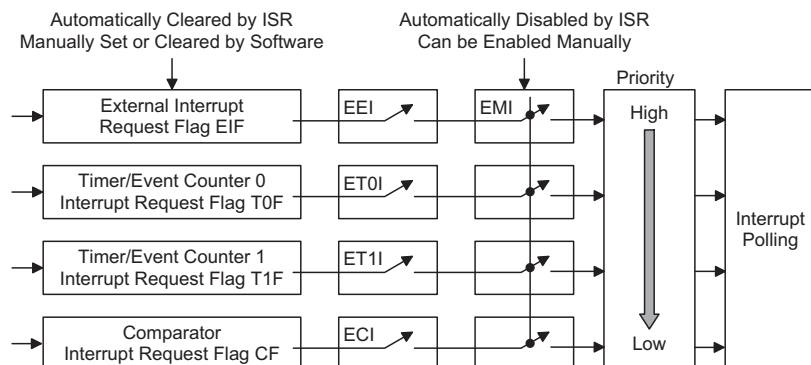 Automatically Cleared by ISR
Manually Set or Cleared by Software
Automatically Disabled by ISR
Can be Enabled Manually
Priority
External Interrupt
Request Flag EIF
EEI
EMI
High
Timer/Event Counter 0
Interrupt Request Flag T0F
ET0I
Interrupt
Polling
Timer/Event Counter 1
Interrupt Request Flag T1F
ET1I
Comparator
Interrupt Request Flag CF
ECI
Low